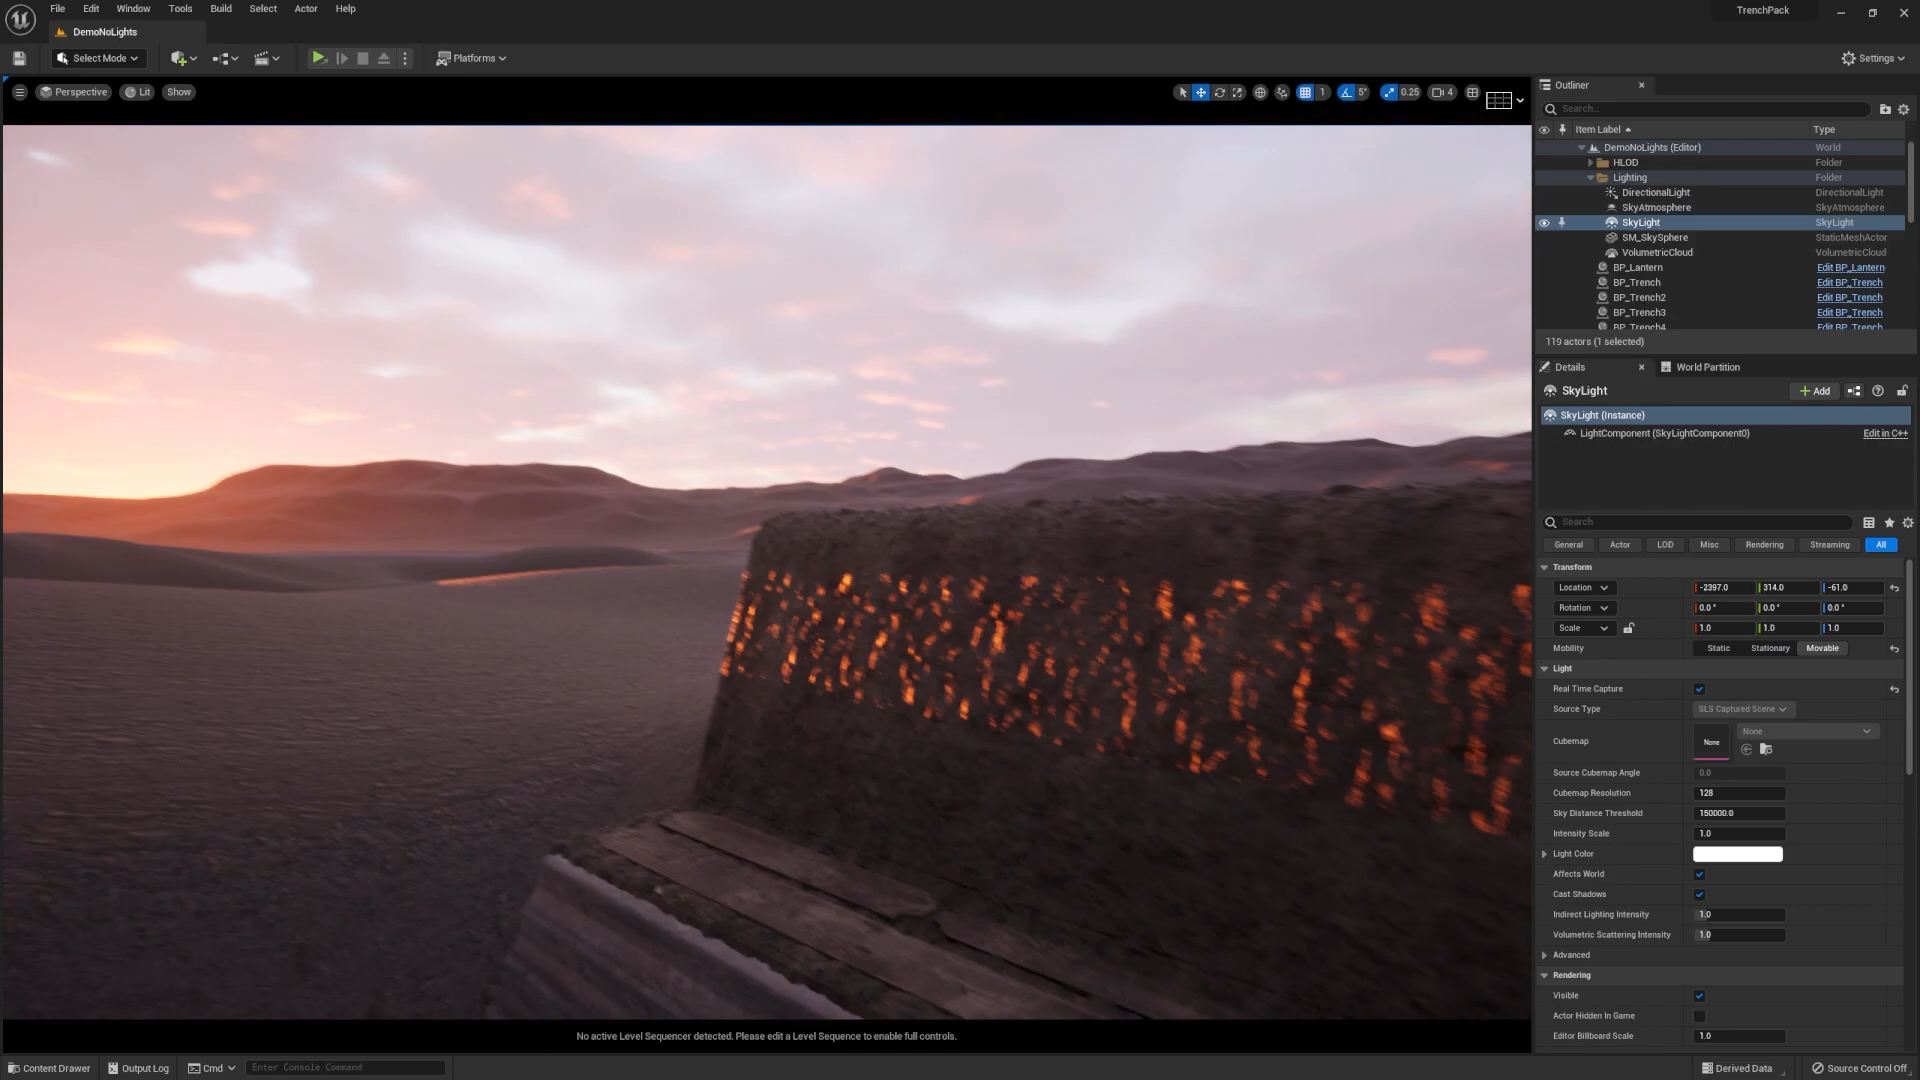 File Edit Window Tools Build Select Actor Help
TrenchPack
DemoNoLights
Select Mode
Platforms
Settings
Perspective Lit Show
1 5° 0.25 4
Outliner
Search...
Item Label Type
DemoNoLights (Editor) World
HLOD Folder
Lighting Folder
DirectionalLight DirectionalLight
SkyAtmosphere SkyAtmosphere
SkyLight SkyLight
SM_SkySphere StaticMeshActor
VolumetricCloud VolumetricCloud
BP_Lantern Edit BP_Lantern
BP_Trench Edit BP_Trench
BP_Trench2 Edit BP_Trench
BP_Trench3 Edit BP_Trench
BP_Trench4 Edit BP_Trench
119 actors (1 selected)
Details World Partition
SkyLight Add
SkyLight (Instance)
LightComponent (SkyLightComponent0) Edit in C++
Search
General Actor LOD Misc Rendering Streaming All
Transform
Location -2397.0 314.0 -61.0
Rotation 0.0 ° 0.0 ° 0.0 °
Scale 1.0 1.0 1.0
Mobility Static Stationary Movable
Light
Real Time Capture
Source Type SLS Captured Scene
Cubemap None None
Source Cubemap Angle 0.0
Cubemap Resolution 128
Sky Distance Threshold 150000.0
Intensity Scale 1.0
Light Color
Affects World
Cast Shadows
Indirect Lighting Intensity 1.0
Volumetric Scattering Intensity 1.0
Advanced
Rendering
Visible
Actor Hidden In Game
Editor Billboard Scale 1.0
No active Level Sequencer detected. Please edit a Level Sequence to enable full controls.
Content Drawer Output Log Cmd Enter Console Command Derived Data Source Control Off